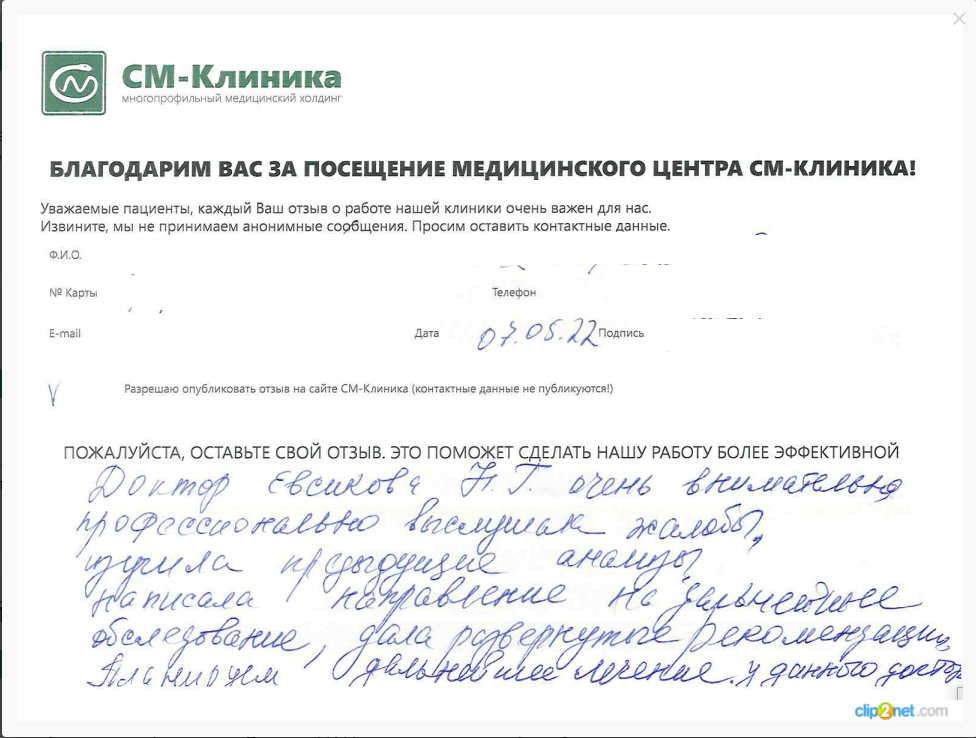 СМ-Клиника
многопрофильный медицинский холдинг
БЛАГОДАРИМ ВАС ЗА ПОСЕЩЕНИЕ МЕДИЦИНСКОГО ЦЕНТРА СМ-КЛИНИКА!
Уважаемые пациенты, каждый Ваш отзыв о работе нашей клиники очень важен для нас.
Извините, мы не принимаем анонимные сообщения. Просим оставить контактные данные.
Ф.И.О.
№ Карты Телефон
E-mail Дата 07.05.22 Подпись
V Разрешаю опубликовать отзыв на сайте СМ-Клиника (контактные данные не публикуются!)
ПОЖАЛУЙСТА, ОСТАВЬТЕ СВОЙ ОТЗЫВ. ЭТО ПОМОЖЕТ СДЕЛАТЬ НАШУ РАБОТУ БОЛЕЕ ЭФФЕКТИВНОЙ
Доктор Евсикова Н.Г. очень внимательно,
профессионально жалобы,
изучила предыдущие анализы,
написала направление на дальнейшее
обследование, дала развернутые рекомендации,
Планируем дальнейшее лечение у данного
clip2net.com